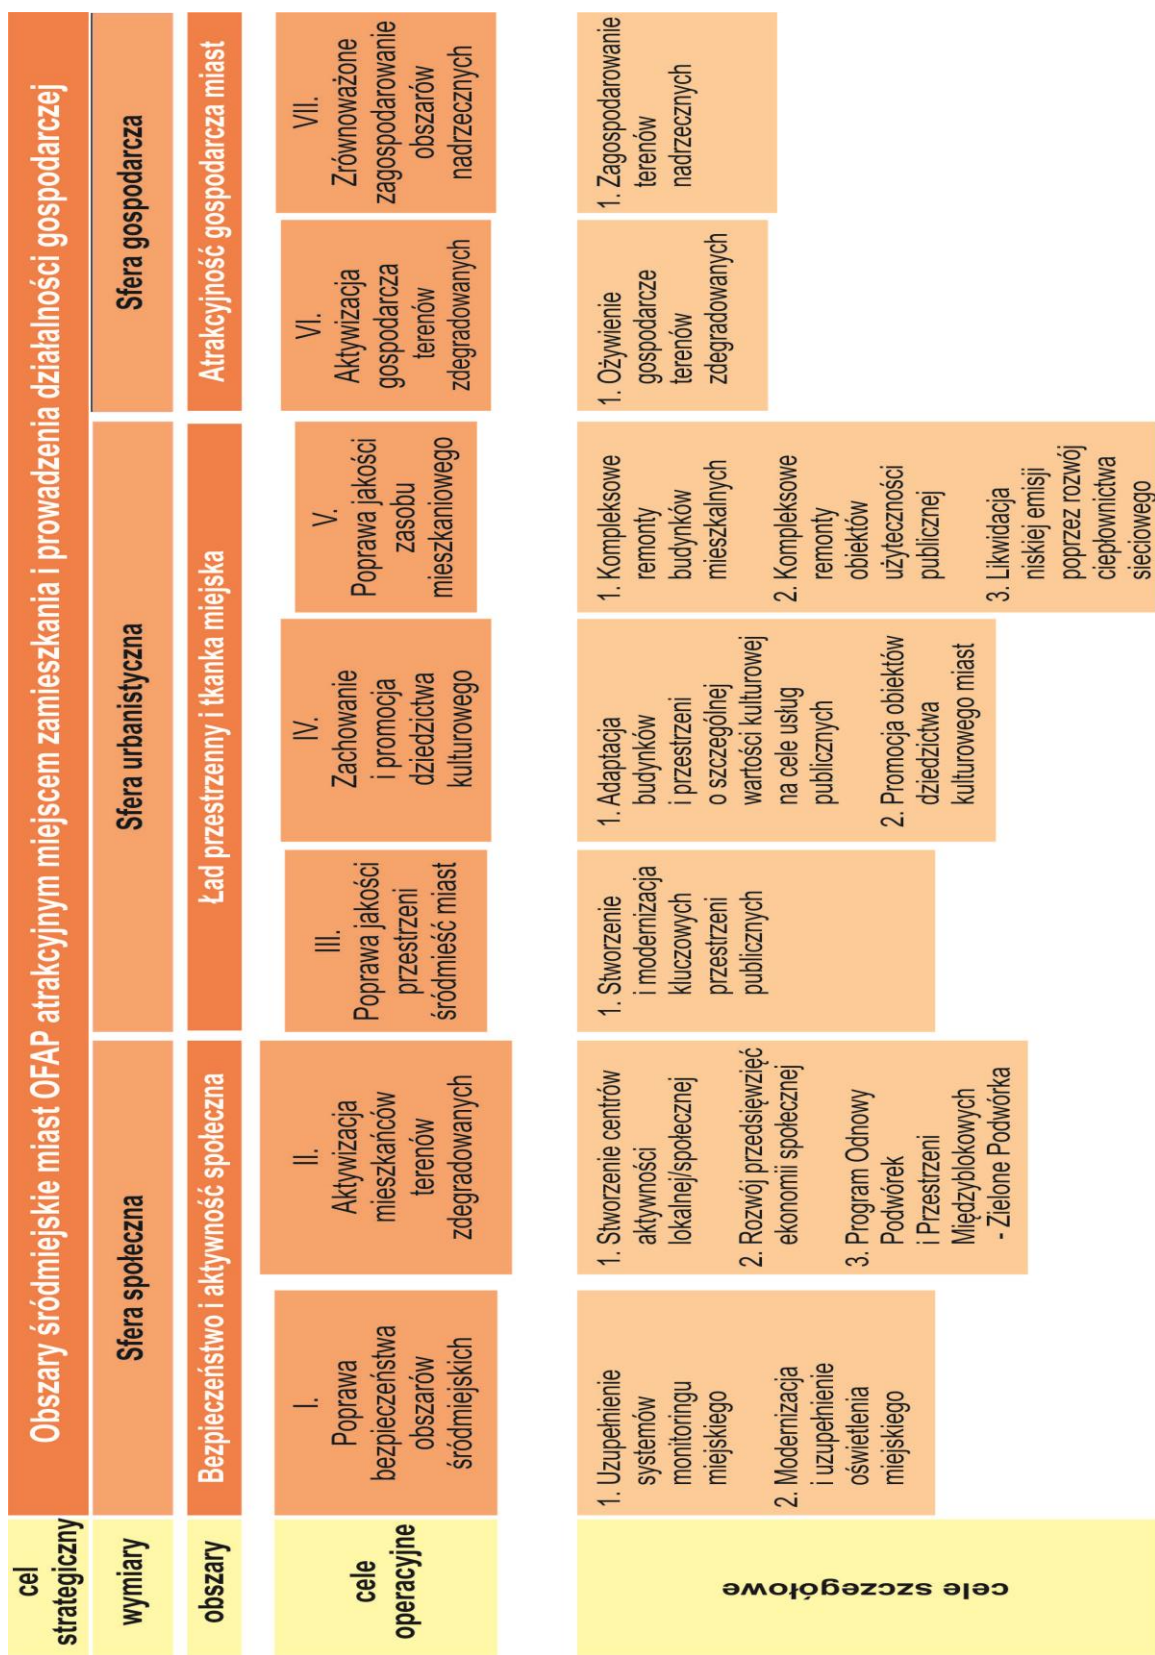 cel
strategiczny
Obszary śródmiejskie miast OFAP atrakcyjnym miejscem zamieszkania i prowadzenia działalności gospodarczej
wymiary
Sfera społeczna
Sfera urbanistyczna
Sfera gospodarcza
obszary
Bezpieczeństwo i aktywność społeczna
Ład przestrzenny i tkanka miejska
Atrakcyjność gospodarcza miast
cele
operacyjne
I.
Poprawa
bezpieczeństwa
obszarów
śródmiejskich
II.
Aktywizacja
mieszkańców
terenów
zdegradowanych
III.
Poprawa jakości
przestrzeni
śródmieść miast
IV.
Zachowanie
i promocja
dziedzictwa
kulturowego
V.
Poprawa jakości
zasobu
mieszkaniowego
VI.
Aktywizacja
gospodarcza
terenów
zdegradowanych
VII.
Zrównoważone
zagospodarowanie
obszarów
nadrzecznych
cele szczegółowe
1. Uzupełnienie
systemów
monitoringu
miejskiego
2. Modernizacja
i uzupełnienie
oświetlenia
miejskiego
1. Stworzenie centrów
aktywności
lokalnej/społecznej
2. Rozwój przedsięwzięć
ekonomii społecznej
3. Program Odnowy
Podwórek
i Przestrzeni
Międzyblokowych
- Zielone Podwórka
1. Stworzenie
i modernizacja
kluczowych
przestrzeni
publicznych
1. Adaptacja
budynków
i przestrzeni
o szczególnej
wartości kulturowej
na cele usług
publicznych
2. Promocja obiektów
dziedzictwa
kulturowego miast
1. Kompleksowe
remonty
budynków
mieszkalnych
2. Kompleksowe
remonty
obiektów
użyteczności
publicznej
3. Likwidacja
niskiej emisji
poprzez rozwój
ciepłownictwa
sieciowego
1. Ożywienie
gospodarcze
terenów
zdegradowanych
1. Zagospodarowanie
terenów
nadrzecznych